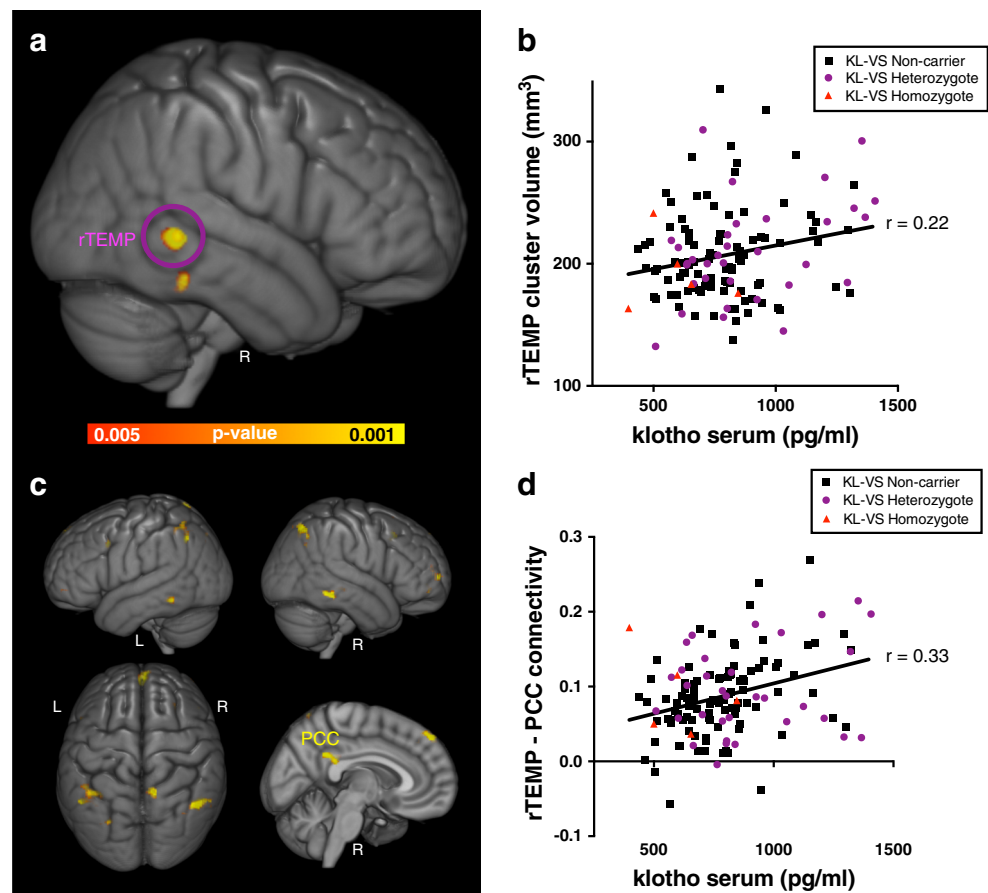 a
rTEMP
R
0.005 p-value 0.001
b
KL-VS Non-carrier
KL-VS Heterozygote
KL-VS Homozygote
rTEMP cluster volume (mm³)
300
200
100
r = 0.22
500 1000 1500
klotho serum (pg/ml)
c
L
R
L
R
PCC
R
d
KL-VS Non-carrier
KL-VS Heterozygote
KL-VS Homozygote
rTEMP - PCC connectivity
0.3
0.2
0.1
0.0
-0.1
r = 0.33
500 1000 1500
klotho serum (pg/ml)